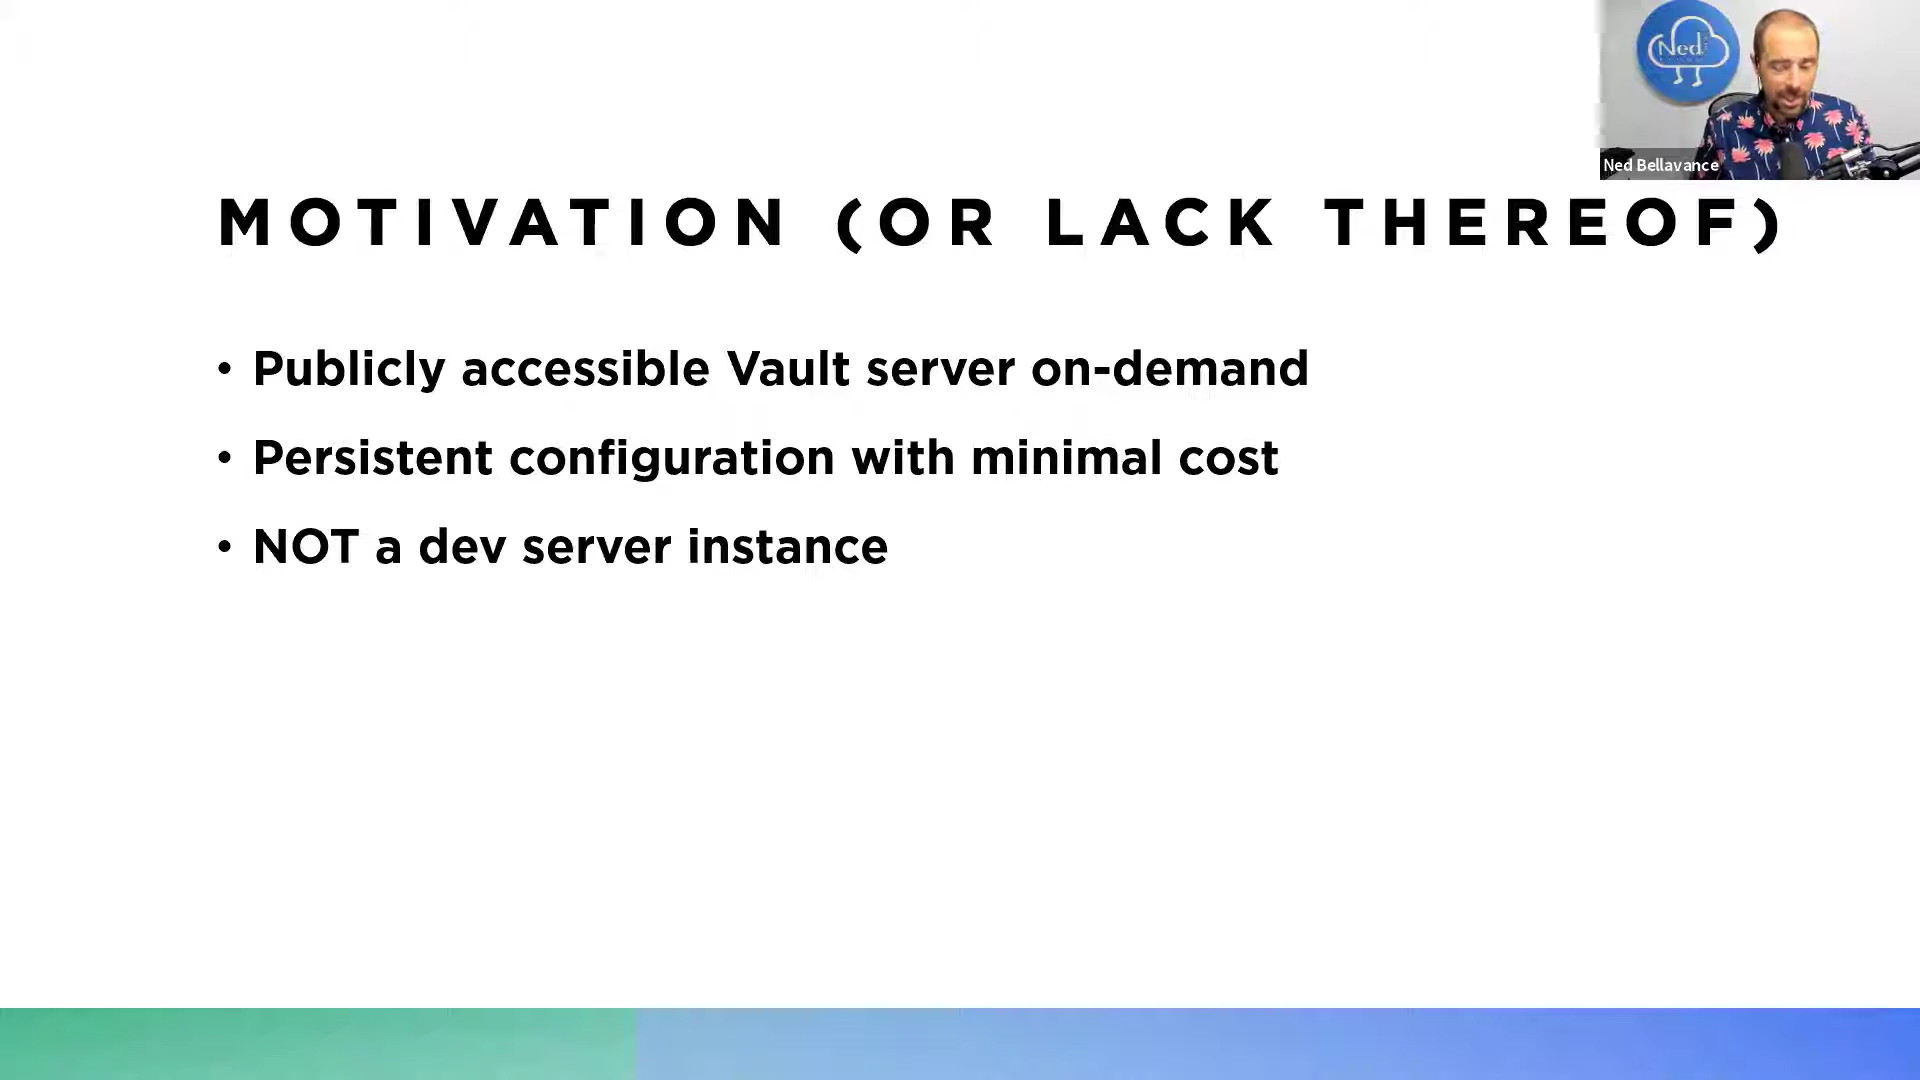 Ned
Ned Bellavance
MOTIVATION (OR LACK THEREOF)
• Publicly accessible Vault server on-demand
• Persistent configuration with minimal cost
• NOT a dev server instance